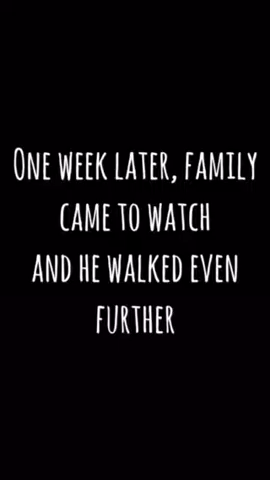 ONE WEEK LATER, FAMILY
CAME TO WATCH
AND HE WALKED EVEN
FURTHER